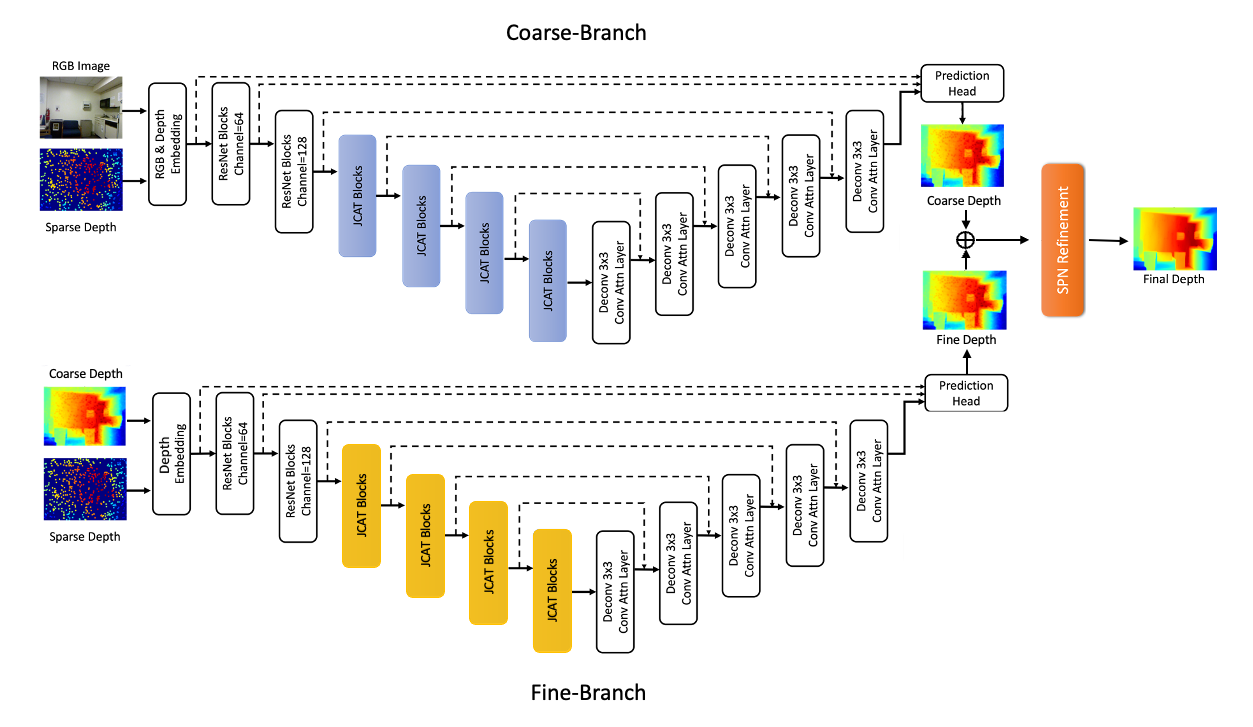 Coarse-Branch
RGB Image
Sparse Depth
RGB & Depth
Embedding
ResNet Blocks
Channel=64
ResNet Blocks
Channel=128
JCAT Blocks
JCAT Blocks
JCAT Blocks
JCAT Blocks
Deconv 3x3
Conv Attn Layer
Deconv 3x3
Conv Attn Layer
Deconv 3x3
Conv Attn Layer
Deconv 3x3
Conv Attn Layer
Deconv 3x3
Conv Attn Layer
Prediction
Head
Coarse Depth
Fine Depth
SPN Refinement
Final Depth
Coarse Depth
Sparse Depth
Depth
Embedding
ResNet Blocks
Channel=64
ResNet Blocks
Channel=128
JCAT Blocks
JCAT Blocks
JCAT Blocks
JCAT Blocks
Deconv 3x3
Conv Attn Layer
Deconv 3x3
Conv Attn Layer
Deconv 3x3
Conv Attn Layer
Deconv 3x3
Conv Attn Layer
Deconv 3x3
Conv Attn Layer
Prediction
Head
Fine-Branch